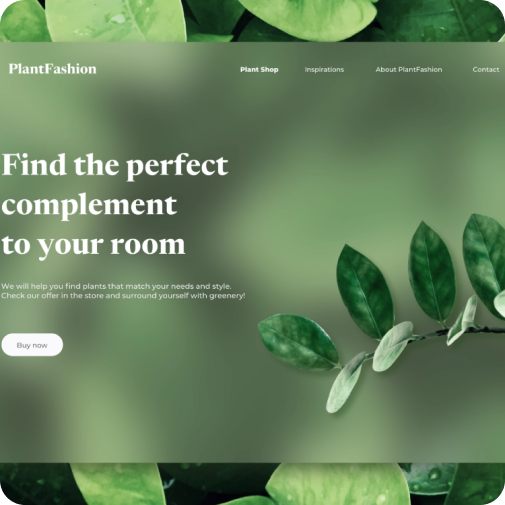 PlantFashion
Plant Shop Inspirations About PlantFashion Contact
Find the perfect
complement
to your room
We will help you find plants that match your needs and style.
Check our offer in the store and surround yourself with greenery!
Buy now